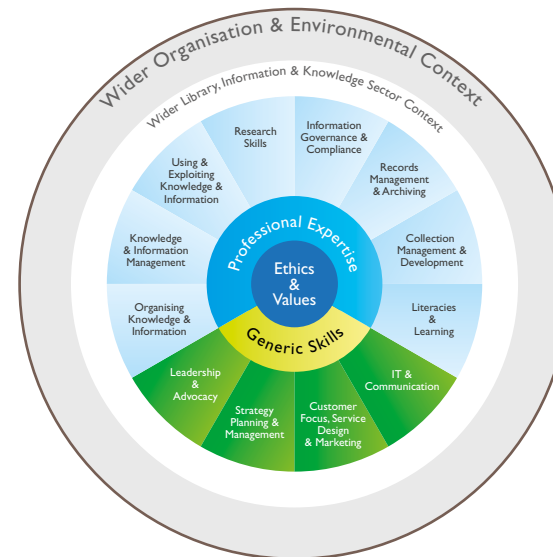 Wider Organisation & Environmental Context
Wider Library, Information & Knowledge Sector Context
Research
Skills
Information
Governance &
Compliance
Using &
Exploiting
Knowledge &
Information
Records
Management
& Archiving
Knowledge
& Information
Management
Collection
Management &
Development
Organising
Knowledge &
Information
Literacies
&
Learning
Professional Expertise
Ethics
&
Values
Generic Skills
Leadership
&
Advocacy
Strategy
Planning &
Management
Customer
Focus, Service
Design
& Marketing
IT &
Communication